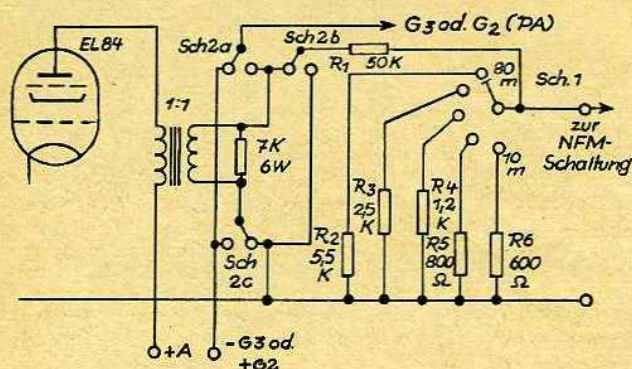 EL84
1:1
Sch2a
G3 od. G2 (PA)
Sch2b
R1 50K
80 m
Sch.1
zur
NFM-
Schaltung
10 m
7K
6W
R3
2,5
K
R4
1,2
K
R2
5,5
K
R5
800
Ω
R6
600
Ω
Sch
2c
+A
-G3 od.
+G2